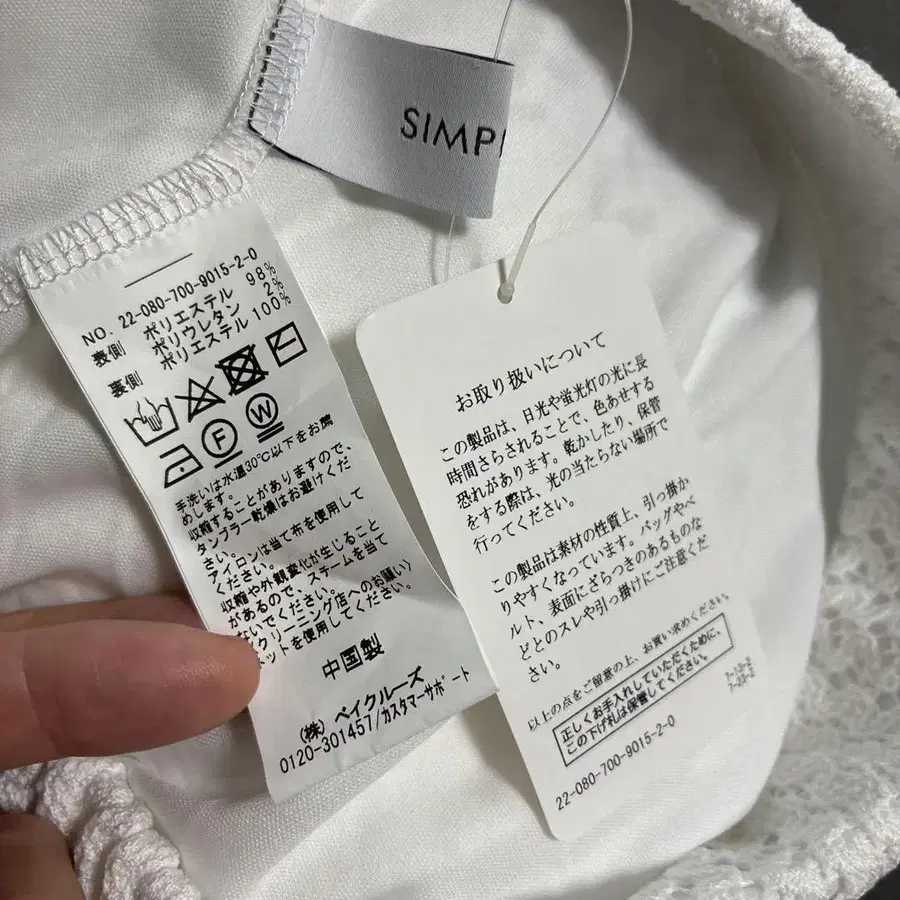 SIMP
NO. 22-080-700-9015-2-0
表側 ポリエステル 98%
ポリウレタン 2%
裏側 ポリエステル 100%
F W
手洗いは水温30℃以下をお薦
めします。
収縮することがありますので、
タンブラー乾燥はお避けくだ
さい。
アイロンは当て布を使用して
ください。
収縮や外観変化が生じること
があるので、スチームを当て
ないでください。
クリーニング店へのお願い〉
ネットを使用してください。
中国製
(株) ベイクルーズ
0120-301457/カスタマーサポート
お取り扱いについて
この製品は、日光や蛍光灯の光に長
時間さらされることで、色あせする
恐れがあります。乾かしたり、保管
をする際は、光の当たらない場所で
行ってください。
この製品は素材の性質上、引っ掛か
りやすくなっています。バッグやベ
ルト、表面にざらつきのあるものな
どとのスレや引っ掛けにご注意くだ
さい。
以上の点をご留意の上、お買い求めください。
正しくお手入れしていただくために、
この下げ札は保管してください。
22-080-700-9015-2-0